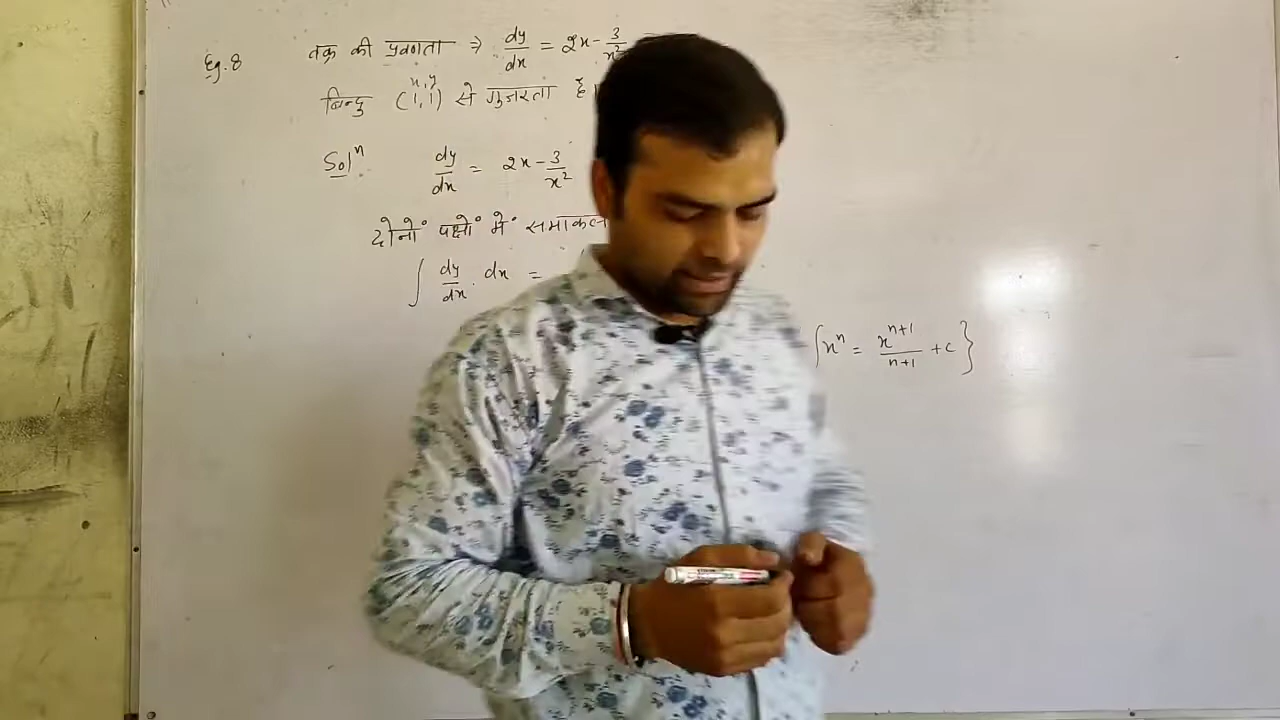 Eg. 8 वक्र की प्रवणता ⇒ dy/dx = 2x - 3/x²
x, y
बिन्दु (1, 1) से गुजरता है।
Solⁿ dy/dx = 2x - 3/x²
दोनों पक्षों में समाकल
∫ dy/dx . dx =
∫xⁿ = xⁿ⁺¹/n+1 + c}